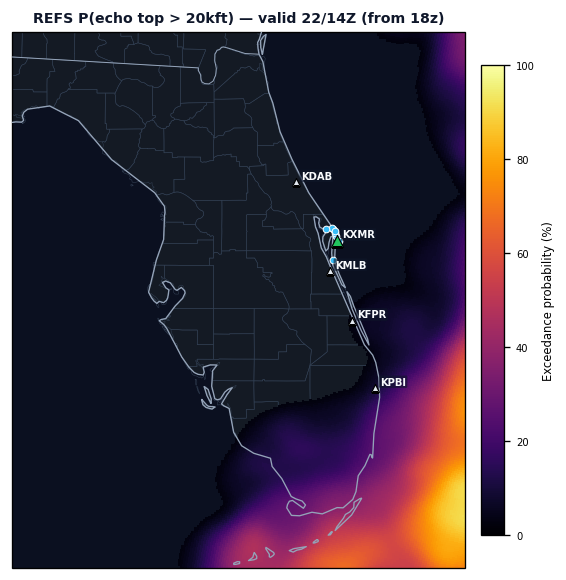 REFS P(echo top > 20kft) — valid 22/14Z (from 18z)
KDAB
KXMR
KMLB
KFPR
KPBI
100
80
60
40
20
0
Exceedance probability (%)